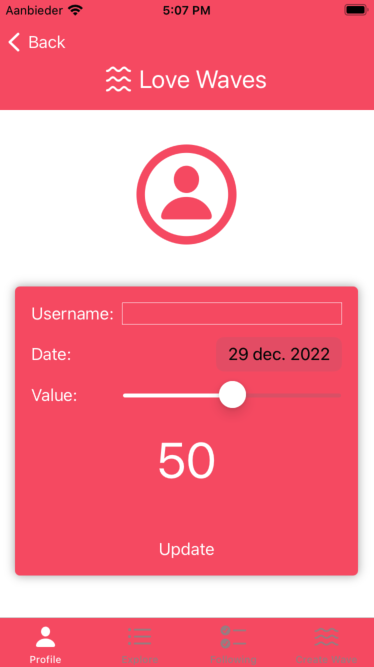 Aanbieder 5:07 PM
Back
Love Waves
Username:
Date: 29 dec. 2022
Value:
50
Update
Profile Explore Following Create Wave